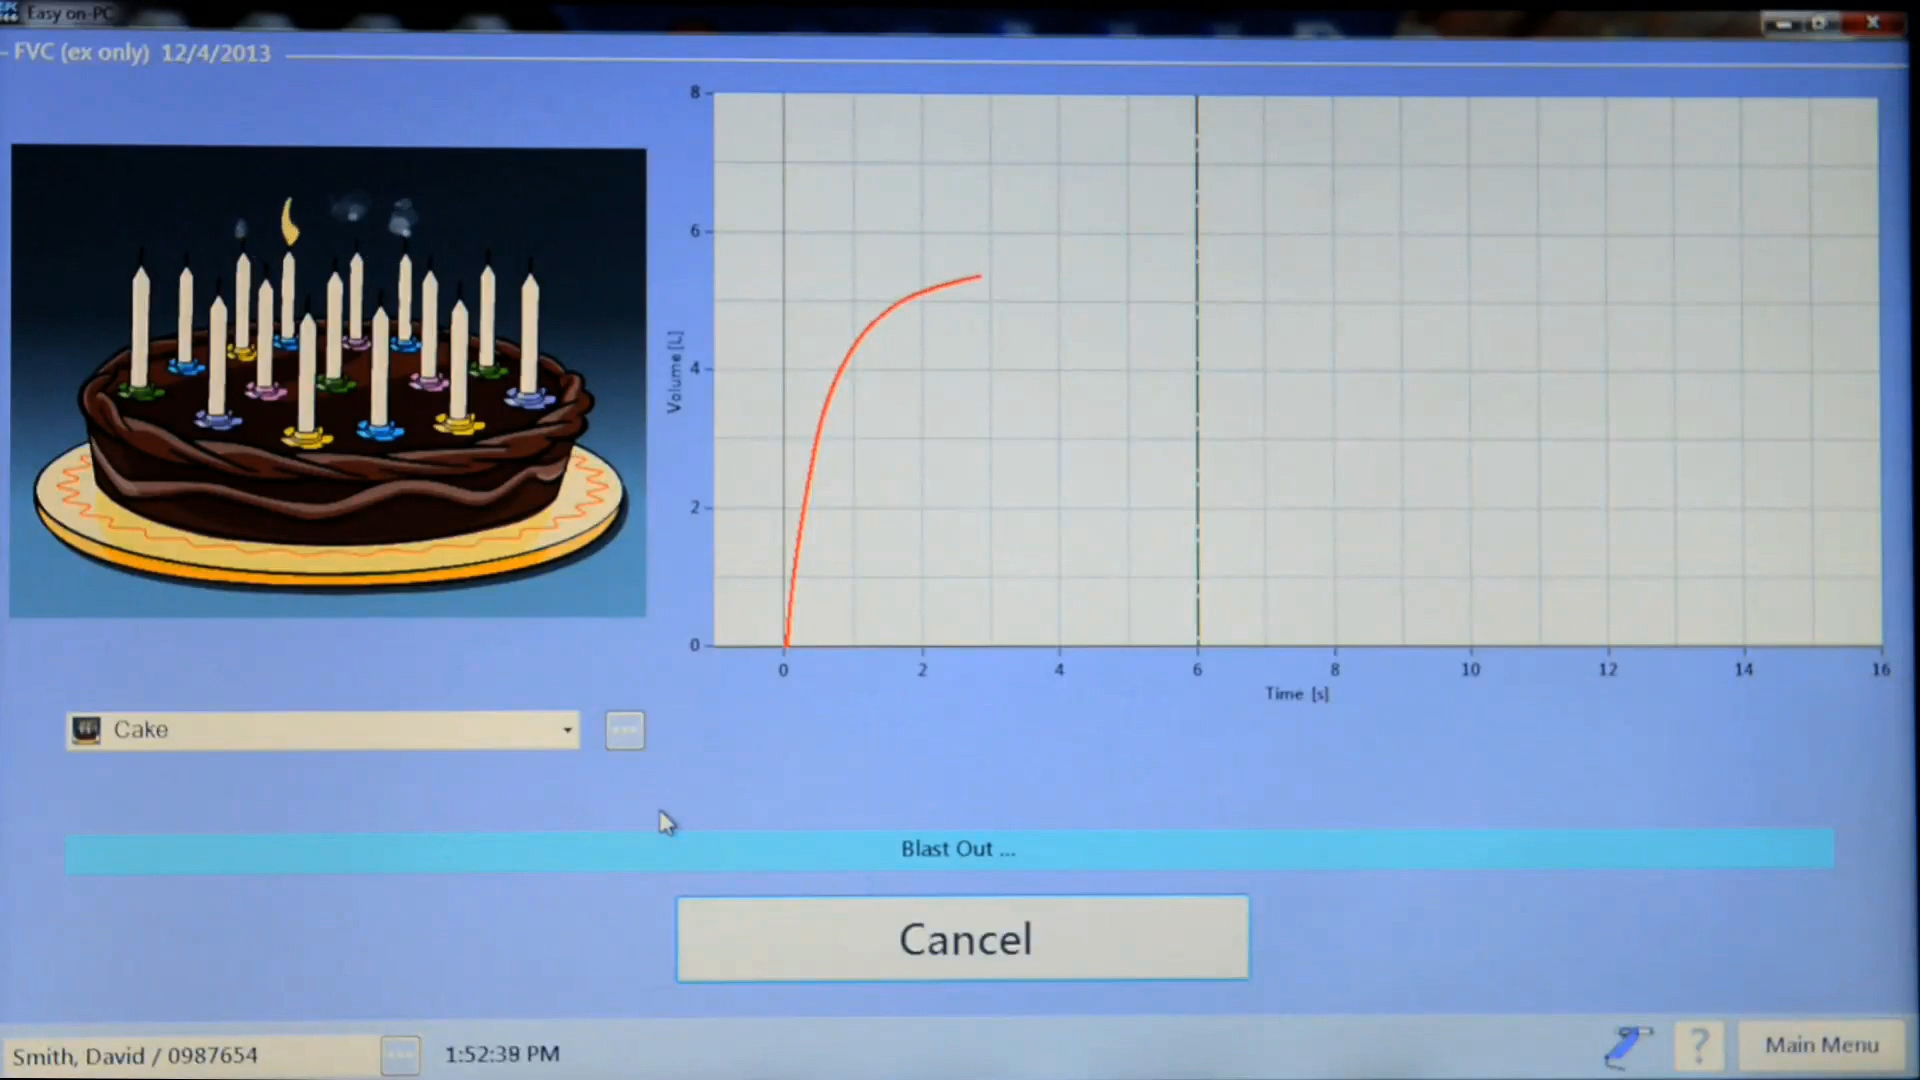 Easy on-PC
FVC (ex only) 12/4/2013
8
6
4
2
0
Volume [L]
0 2 4 6 8 10 12 14 16
Time [s]
Cake
Blast Out ...
Cancel
Smith, David / 0987654
1:52:39 PM
?
Main Menu